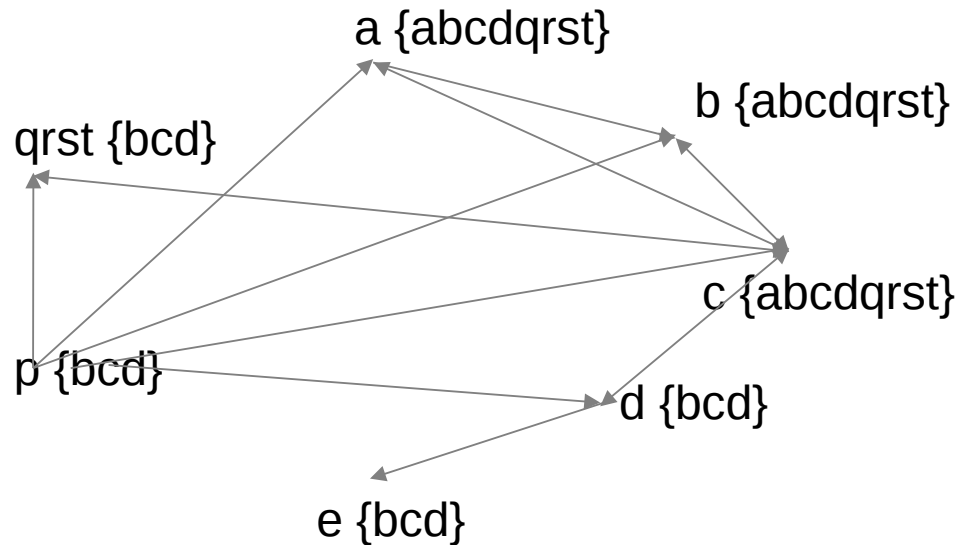 a {abcdqrst}
b {abcdqrst}
qrst {bcd}
c {abcdqrst}
p {bcd}
d {bcd}
e {bcd}